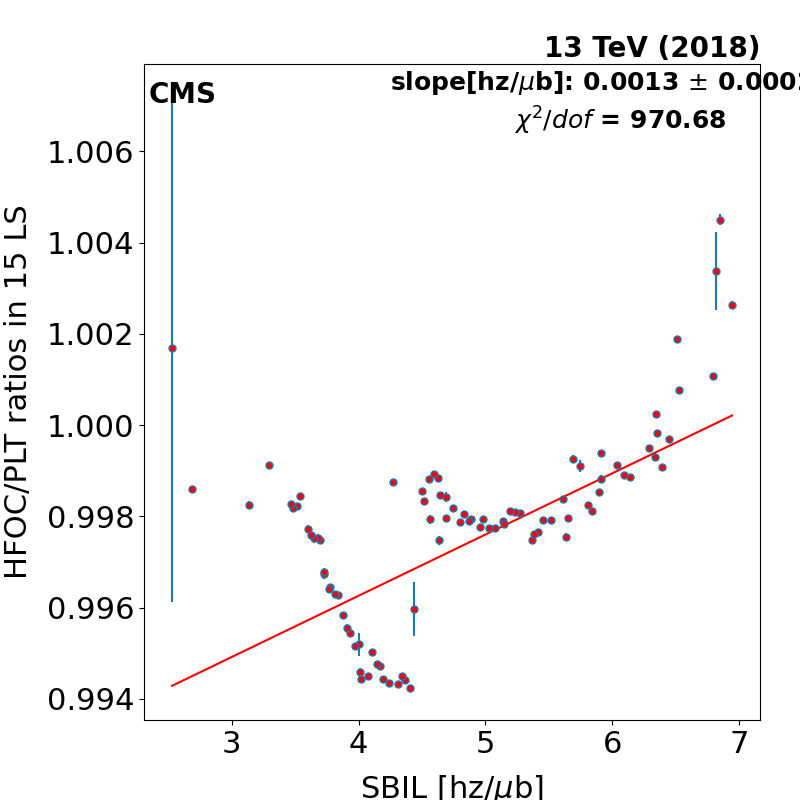 13 TeV (2018)
CMS
slope[hz/μb]: 0.0013 ± 0.000
χ²/dof = 970.68
1.006
1.004
1.002
1.000
0.998
0.996
0.994
HFOC/PLT ratios in 15 LS
3 4 5 6 7
SBIL [hz/μb]